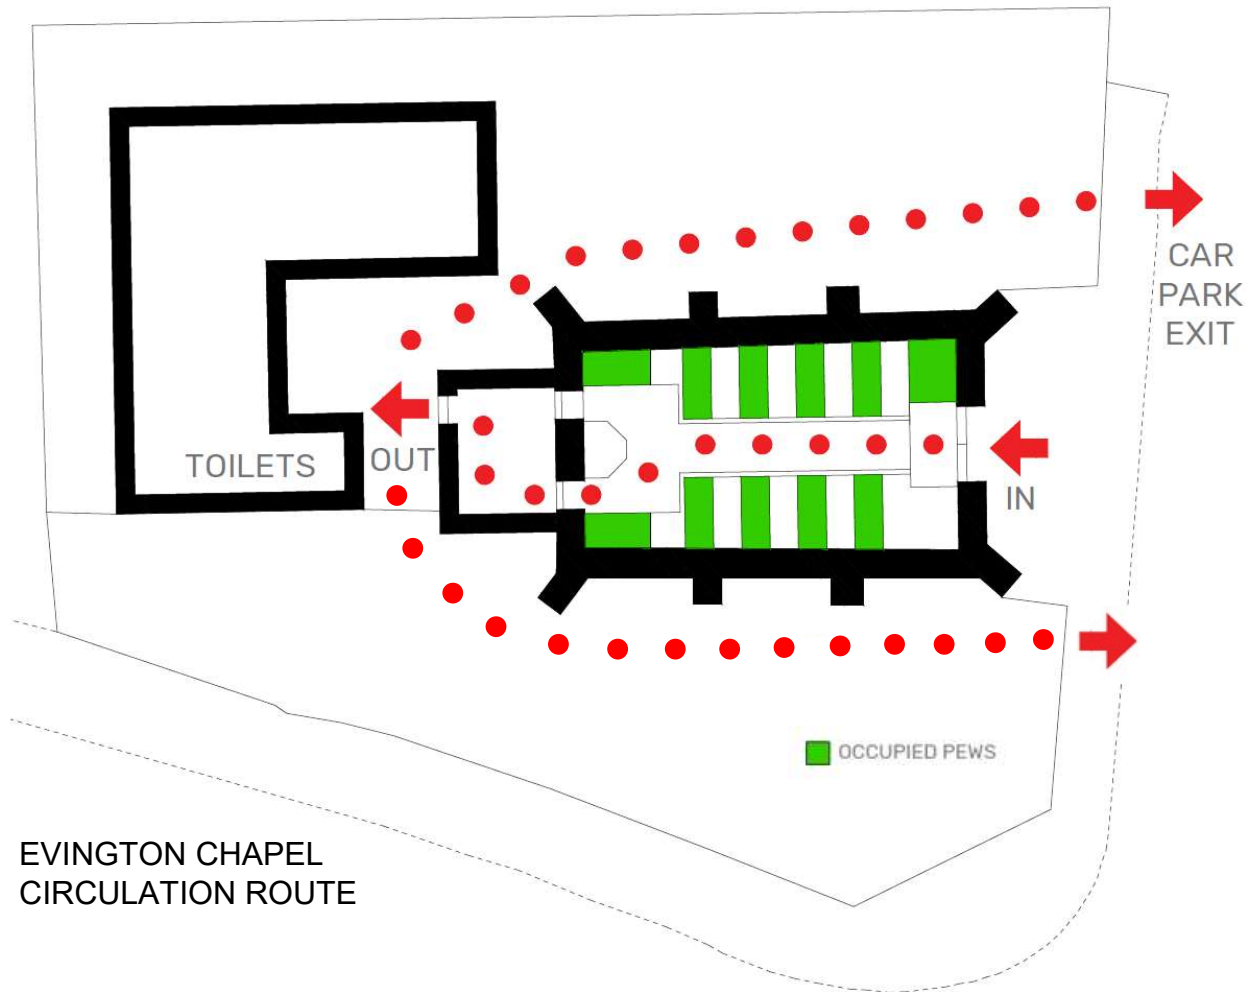 CAR
PARK
EXIT
TOILETS
OUT
IN
OCCUPIED PEWS
EVINGTON CHAPEL
CIRCULATION ROUTE